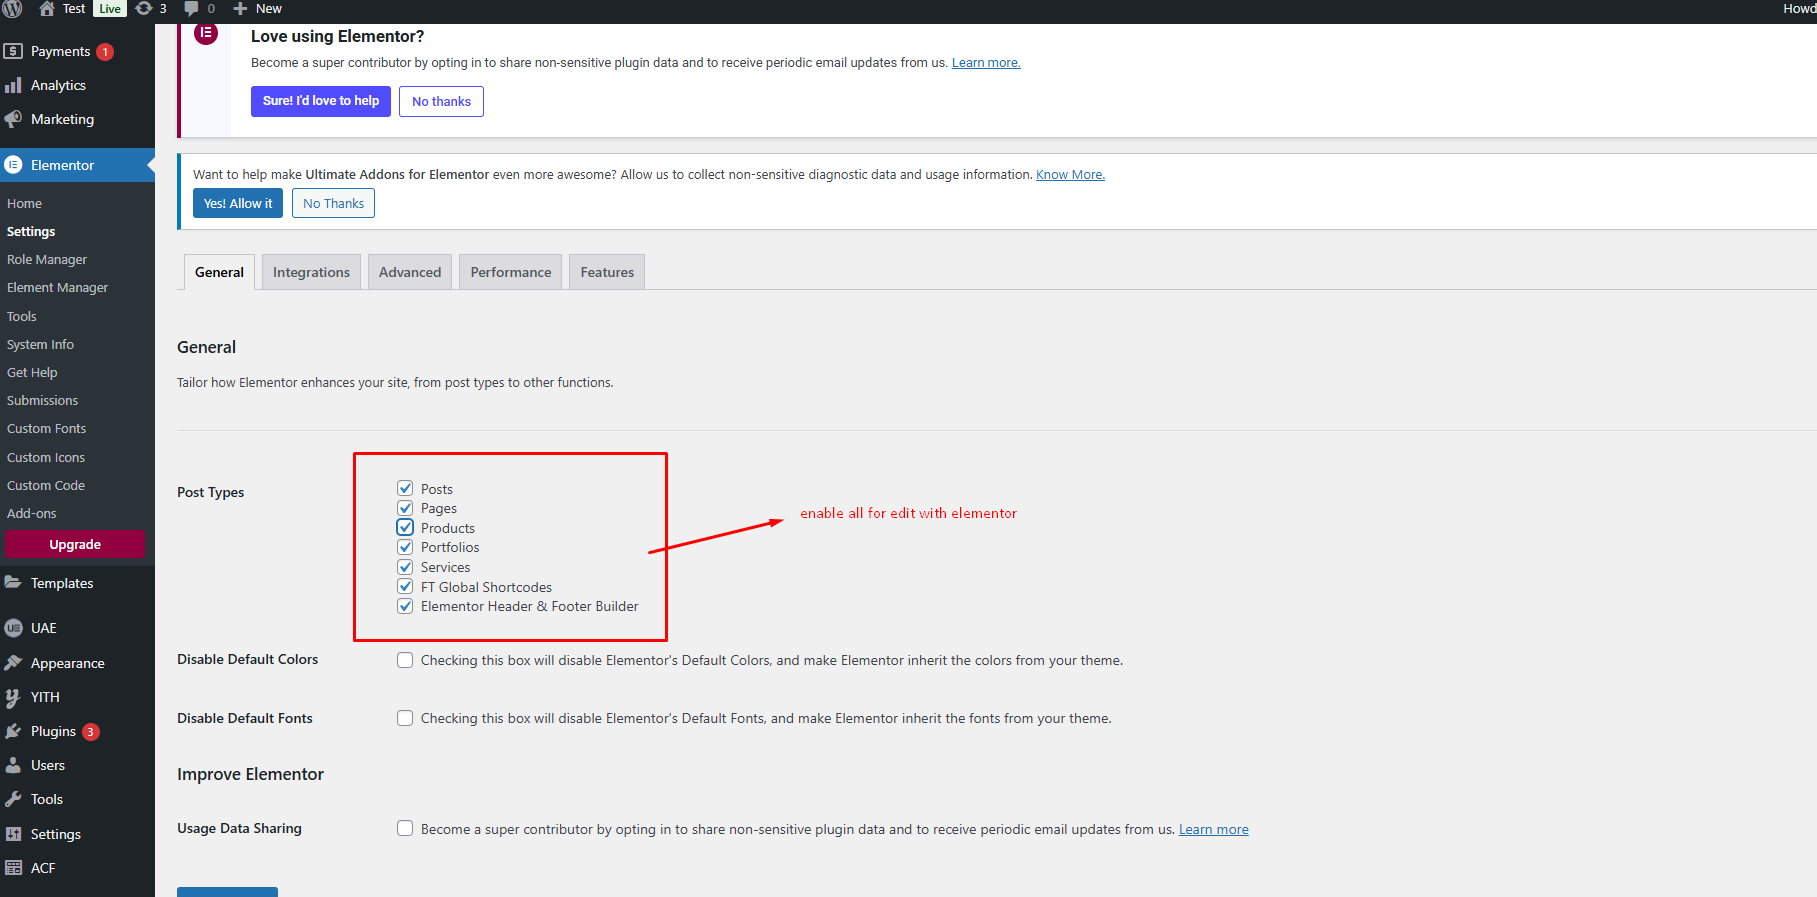 Test Live 3 0 New Howd
Payments 1
Analytics
Marketing
Elementor
Home
Settings
Role Manager
Element Manager
Tools
System Info
Get Help
Submissions
Custom Fonts
Custom Icons
Custom Code
Add-ons
Upgrade
Templates
UAE
Appearance
YITH
Plugins 3
Users
Tools
Settings
ACF
Love using Elementor?
Become a super contributor by opting in to share non-sensitive plugin data and to receive periodic email updates from us. Learn more.
Sure! I'd love to help No thanks
Want to help make Ultimate Addons for Elementor even more awesome? Allow us to collect non-sensitive diagnostic data and usage information. Know More.
Yes! Allow it No Thanks
General Integrations Advanced Performance Features
General
Tailor how Elementor enhances your site, from post types to other functions.
Post Types
Posts
Pages
Products
Portfolios
Services
FT Global Shortcodes
Elementor Header & Footer Builder
enable all for edit with elementor
Disable Default Colors Checking this box will disable Elementor's Default Colors, and make Elementor inherit the colors from your theme.
Disable Default Fonts Checking this box will disable Elementor's Default Fonts, and make Elementor inherit the fonts from your theme.
Improve Elementor
Usage Data Sharing Become a super contributor by opting in to share non-sensitive plugin data and to receive periodic email updates from us. Learn more